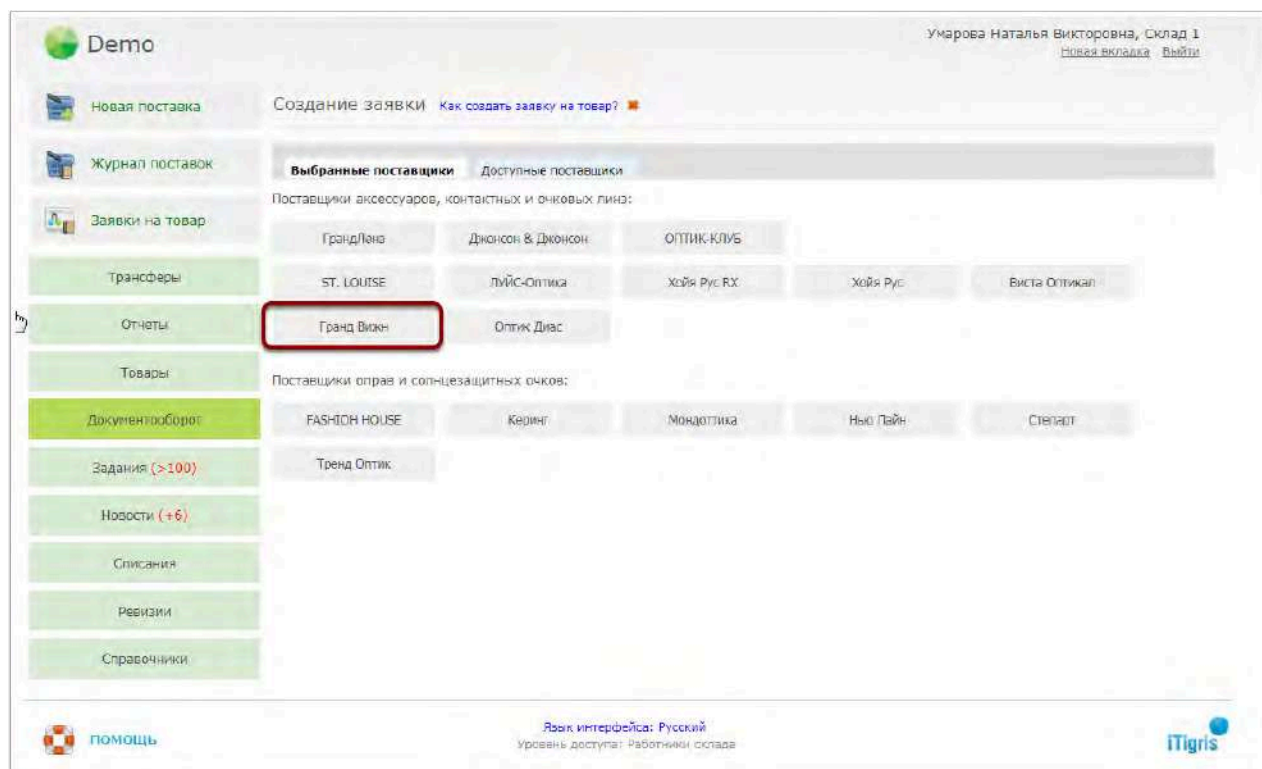 Demo
Умарова Наталья Викторовна, Склад 1
Новая вкладка Выйти
Новая поставка
Журнал поставок
Заявки на товар
Трансферы
Отчеты
Товары
Документооборот
Задания (>100)
Новости (+6)
Списания
Ревизии
Справочники
Создание заявки Как создать заявку на товар?
Выбранные поставщики Доступные поставщики
Поставщики аксессуаров, контактных и очковых линз:
ГрандЛенз Джонсон & Джонсон ОПТИК-КЛУБ
ST. LOUISE ЛУЙС-Оптика Хойя Рус RX Хойя Рус Виста Оптикал
Гранд Вижн Оптик Диас
Поставщики оправ и солнцезащитных очков:
FASHION HOUSE Керинг Мондоттика Нью Лайн Степарт
Тренд Оптик
ПОМОЩЬ
Язык интерфейса: Русский
Уровень доступа: Работники склада
iTigris